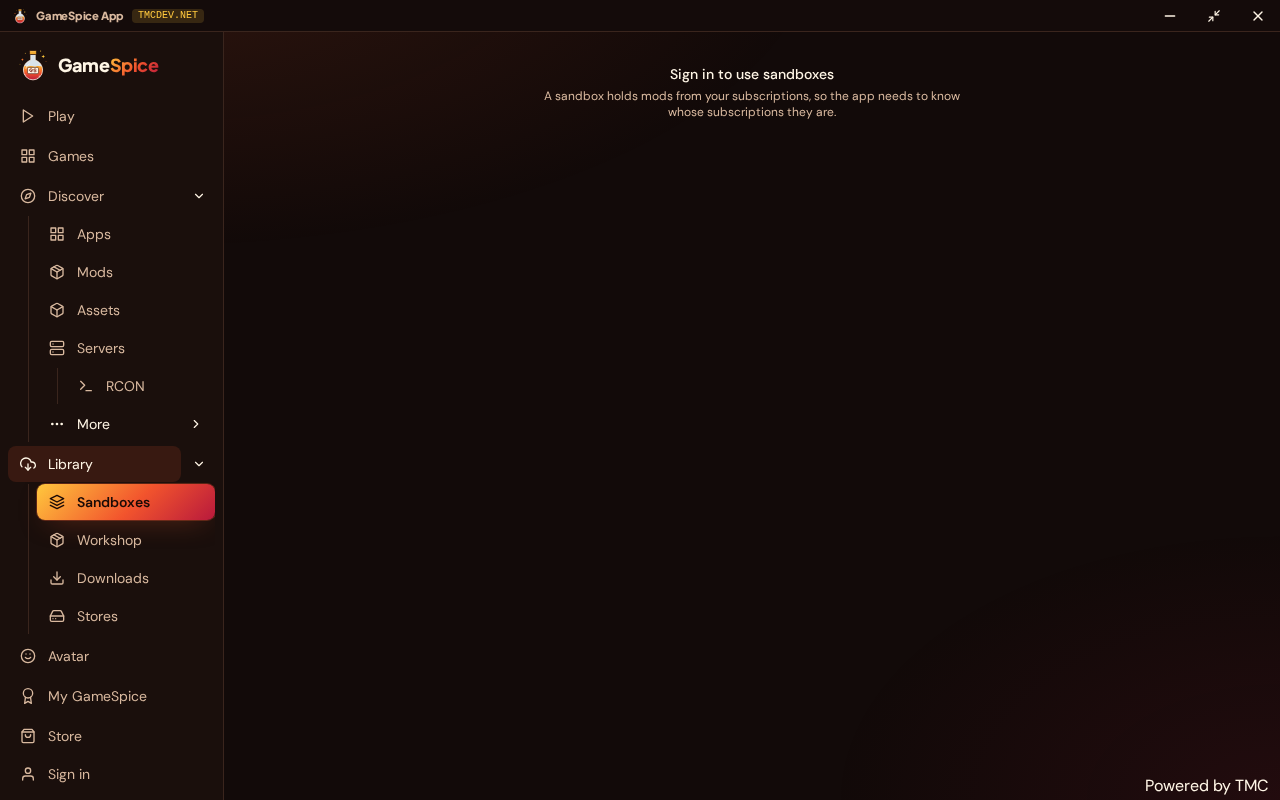 GameSpice App TMCDEV.NET
GameSpice
Play
Games
Discover
Apps
Mods
Assets
Servers
RCON
More
Library
Sandboxes
Workshop
Downloads
Stores
Avatar
My GameSpice
Store
Sign in
Sign in to use sandboxes
A sandbox holds mods from your subscriptions, so the app needs to know
whose subscriptions they are.
Powered by TMC